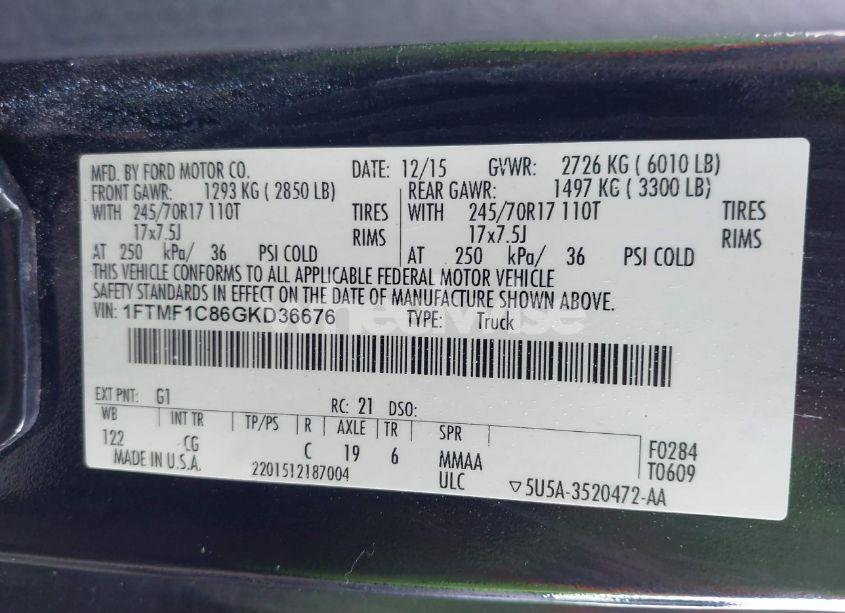 MFD. BY FORD MOTOR CO. DATE: 12/15 GVWR: 2726 KG ( 6010 LB)
FRONT GAWR: 1293 KG ( 2850 LB) REAR GAWR: 1497 KG ( 3300 LB)
WITH 245/70R17 110T TIRES WITH 245/70R17 110T TIRES
17x7.5J RIMS 17x7.5J RIMS
AT 250 kPa/ 36 PSI COLD AT 250 kPa/ 36 PSI COLD
THIS VEHICLE CONFORMS TO ALL APPLICABLE FEDERAL MOTOR VEHICLE
SAFETY STANDARDS IN EFFECT ON THE DATE OF MANUFACTURE SHOWN ABOVE.
VIN: 1FTMF1C86GKD36676 TYPE: Truck
EXT PNT: G1 RC: 21 DSO:
WB INT TR TP/PS R AXLE TR SPR
122 CG C 19 6 MMAA F0284
MADE IN U.S.A. 2201512187004 ULC ▽5U5A-3520472-AA T0609